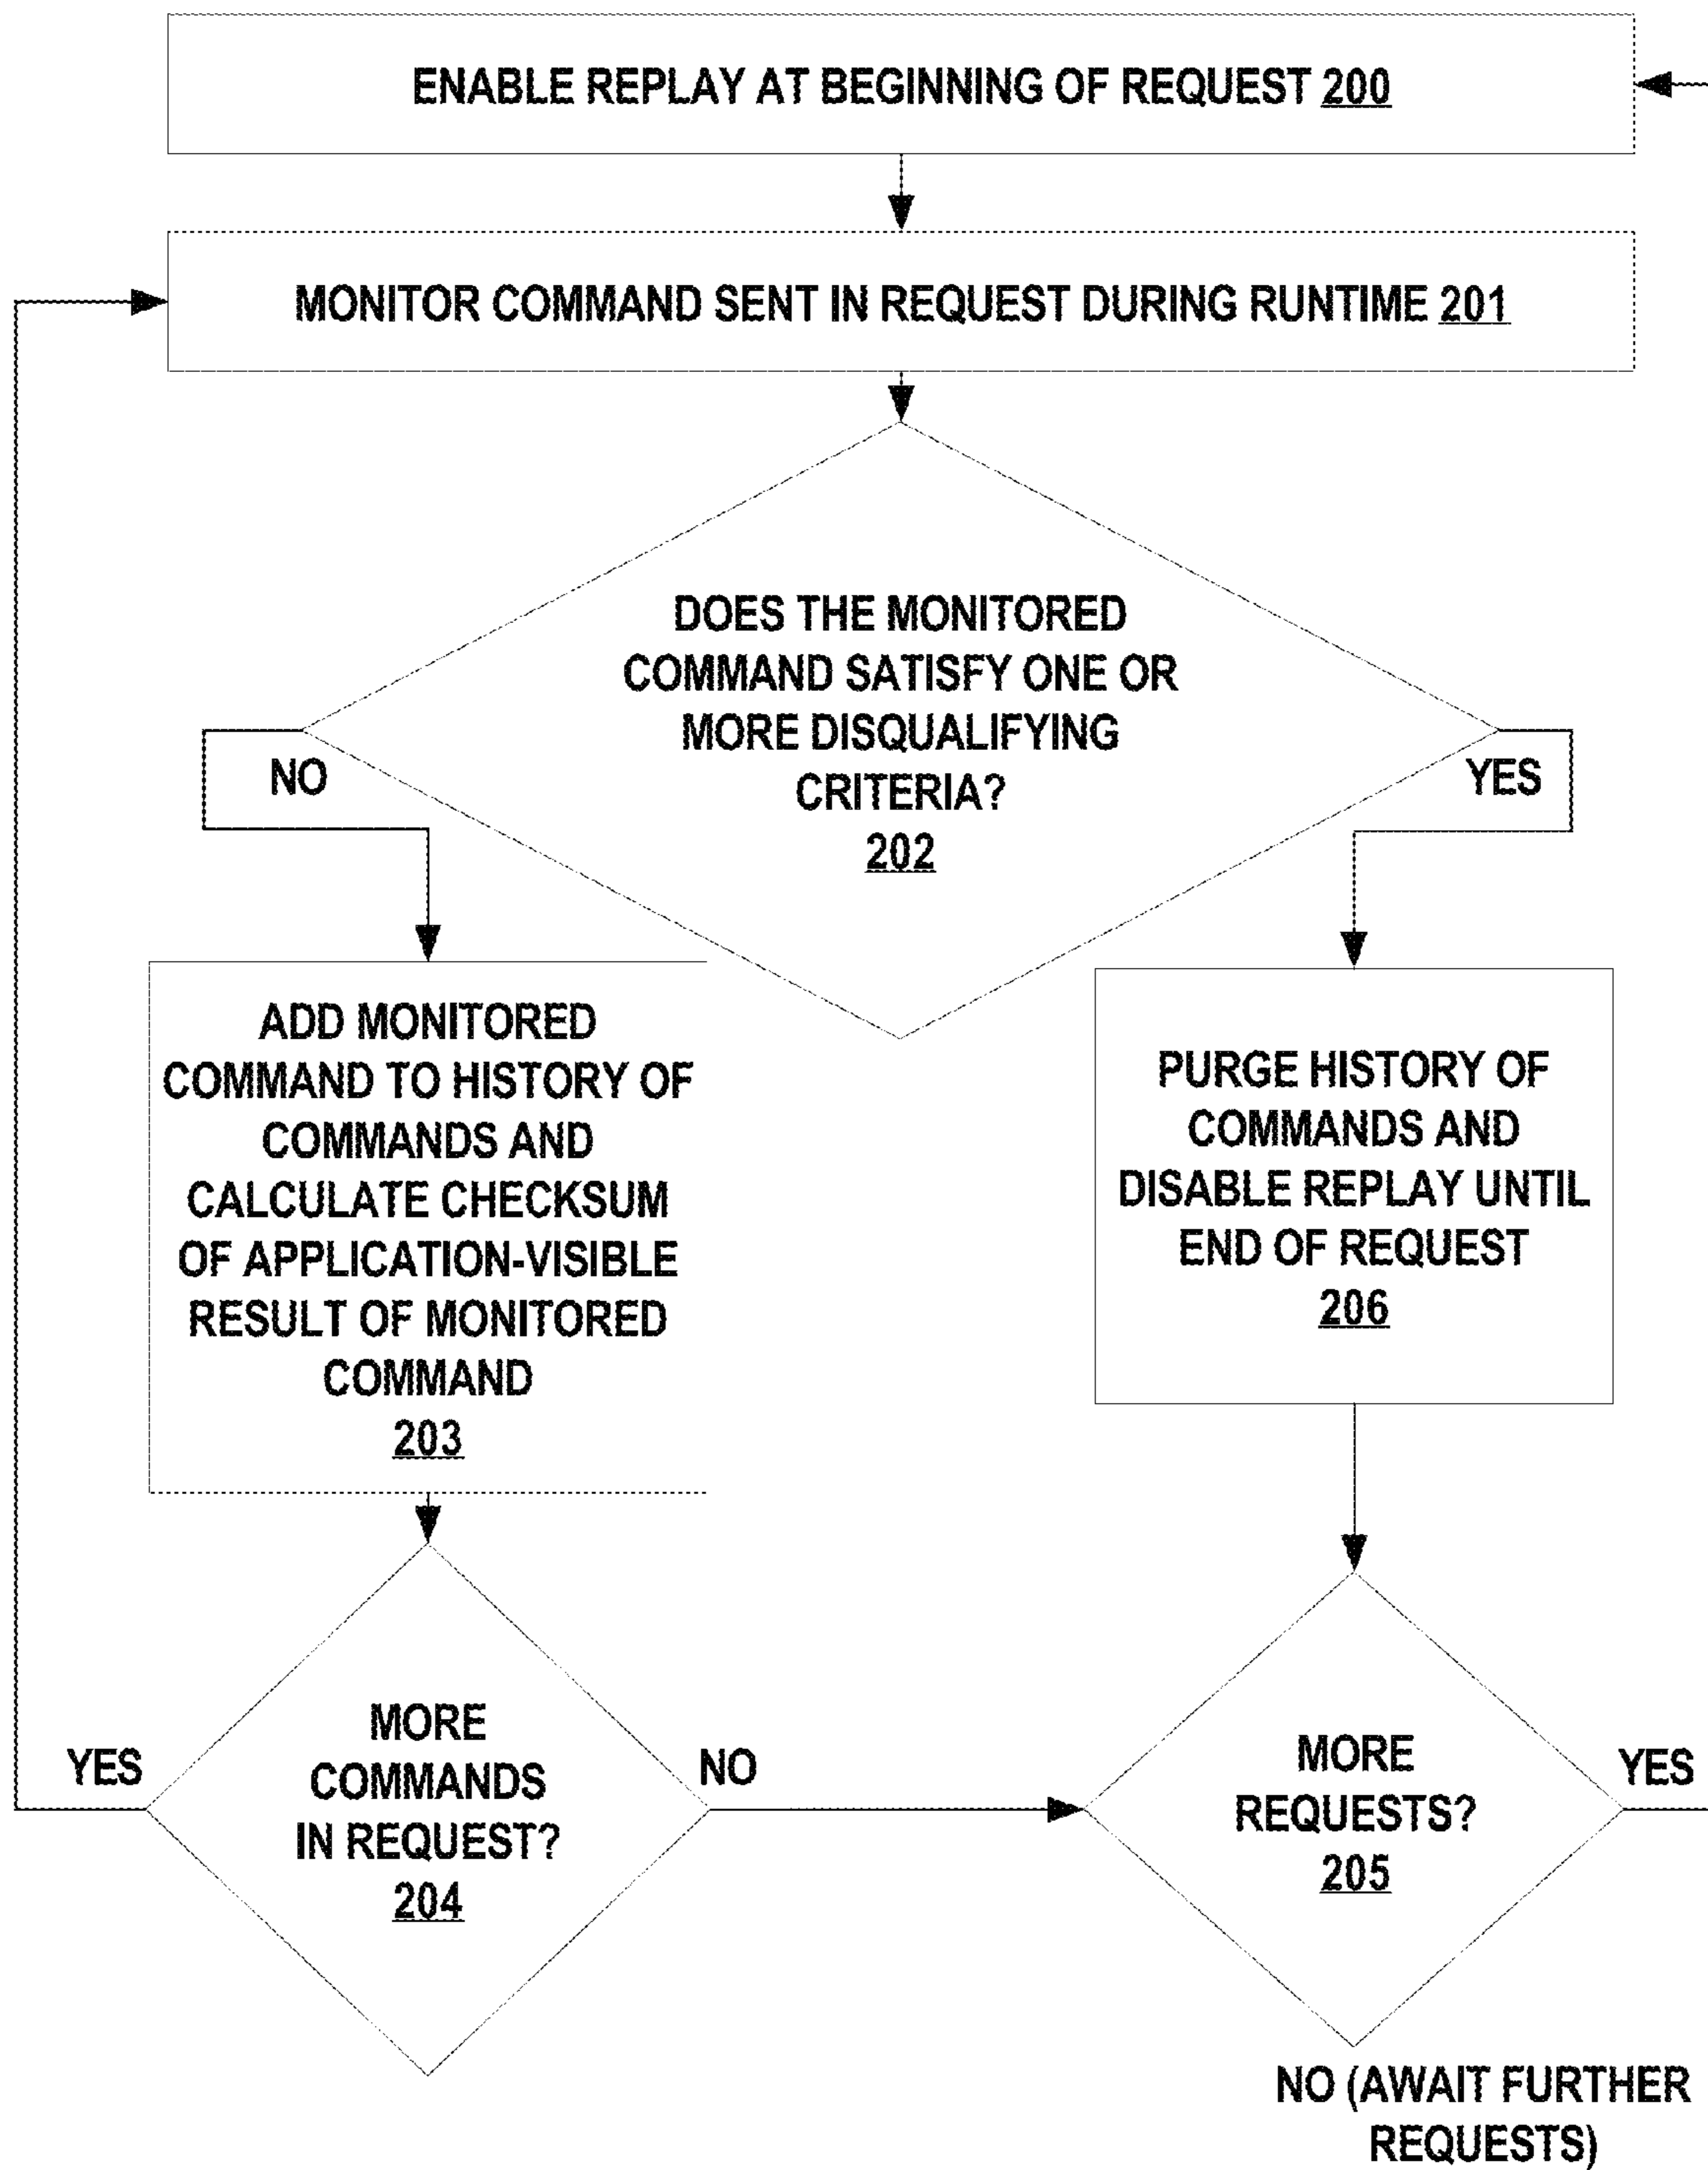 ENABLE REPLAY AT BEGINNING OF REQUEST 200
MONITOR COMMAND SENT IN REQUEST DURING RUNTIME 201
DOES THE MONITORED
COMMAND SATISFY ONE OR
MORE DISQUALIFYING
CRITERIA?
202
NO
YES
ADD MONITORED
COMMAND TO HISTORY OF
COMMANDS AND
CALCULATE CHECKSUM
OF APPLICATION-VISIBLE
RESULT OF MONITORED
COMMAND
203
PURGE HISTORY OF
COMMANDS AND
DISABLE REPLAY UNTIL
END OF REQUEST
206
YES
MORE
COMMANDS
IN REQUEST?
204
NO
MORE
REQUESTS?
205
YES
NO (AWAIT FURTHER
REQUESTS)